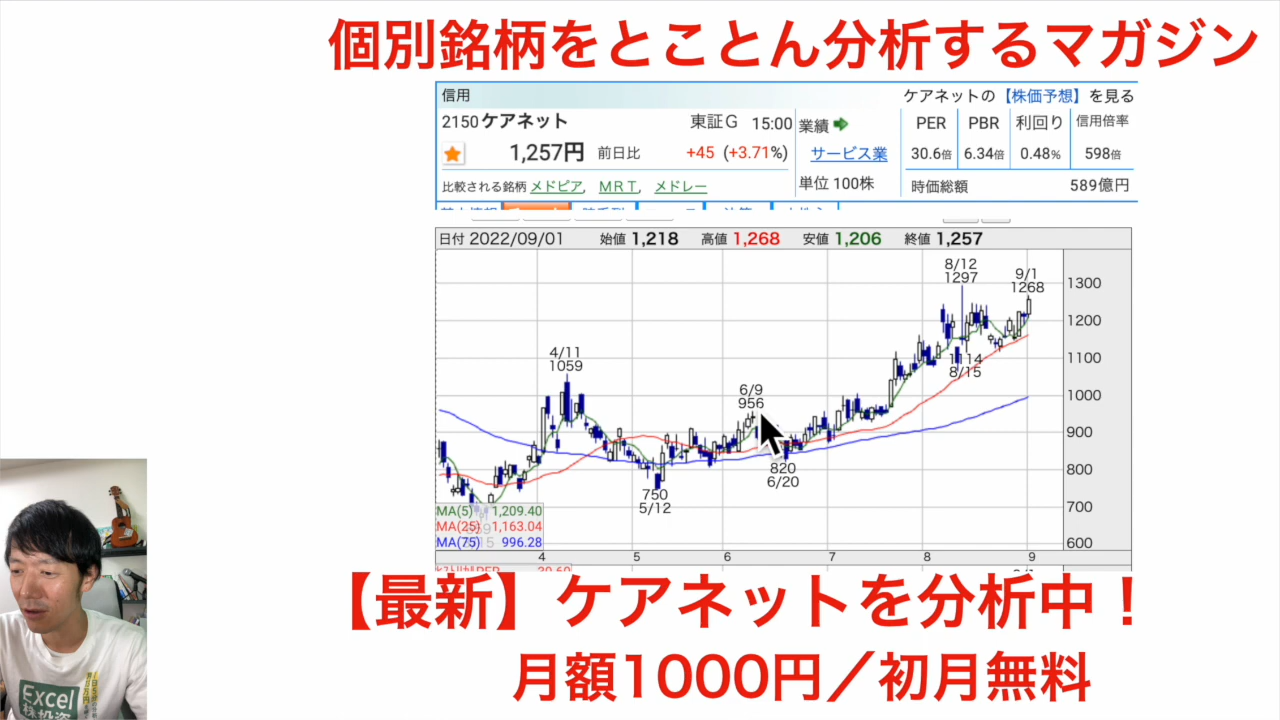 個別銘柄をとことん分析するマガジン
信用
ケアネットの【株価予想】を見る
2150 ケアネット 東証G 15:00 業績
PER PBR 利回り 信用倍率
1,257円 前日比 +45 (+3.71%) サービス業
30.6倍 6.34倍 0.48% 598倍
比較される銘柄 メドピア, MRT, メドレー 単位 100株
時価総額 589億円
日付 2022/09/01 始値 1,218 高値 1,268 安値 1,206 終値 1,257
8/12
1297
9/1
1268
1300
1200
1100
8/15
4/11
1059
1000
6/9
956
900
820
6/20
800
750
5/12
700
MA(5) 1,209.40
MA(25) 1,163.04
MA(75) 996.28
600
4 5 6 7 8 9
【最新】ケアネットを分析中！
月額1000円／初月無料
Excel
株投資